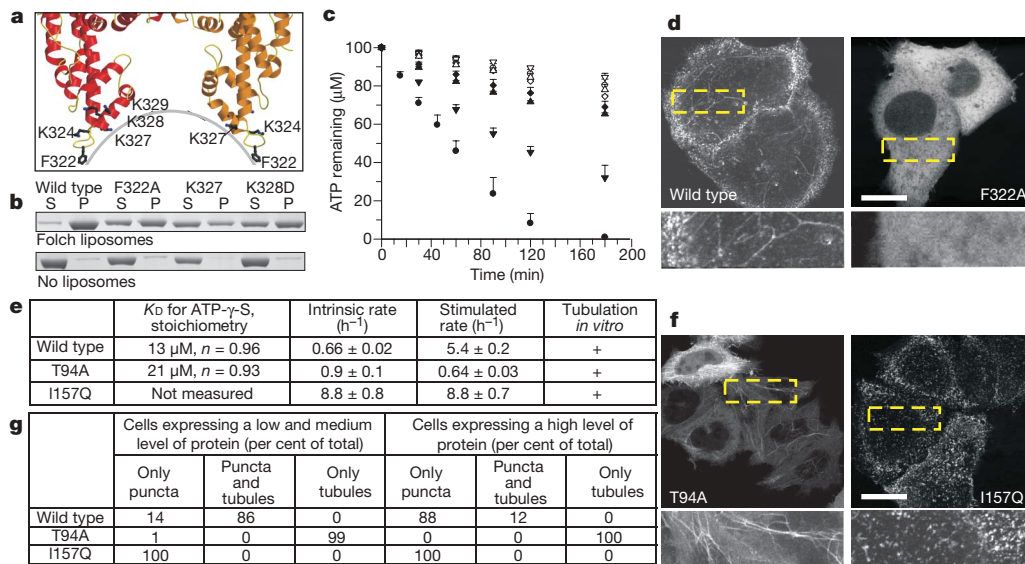 a
K329
K328
K327
K324
F322
K327
K324
F322
b
Wild type F322A K327 K328D
S P S P S P S P
Folch liposomes
No liposomes
c
ATP remaining (µM)
100
80
60
40
20
0
0 40 80 120 160 200
Time (min)
d
Wild type
F322A
e
KD for ATP-γ-S, stoichiometry
Intrinsic rate (h−1)
Stimulated rate (h−1)
Tubulation in vitro
Wild type 13 µM, n = 0.96 0.66 ± 0.02 5.4 ± 0.2 +
T94A 21 µM, n = 0.93 0.9 ± 0.1 0.64 ± 0.03 +
I157Q Not measured 8.8 ± 0.8 8.8 ± 0.7 +
f
T94A
I157Q
g
Cells expressing a low and medium level of protein (per cent of total)
Cells expressing a high level of protein (per cent of total)
Only puncta
Puncta and tubules
Only tubules
Only puncta
Puncta and tubules
Only tubules
Wild type 14 86 0 88 12 0
T94A 1 0 99 0 0 100
I157Q 100 0 0 100 0 0